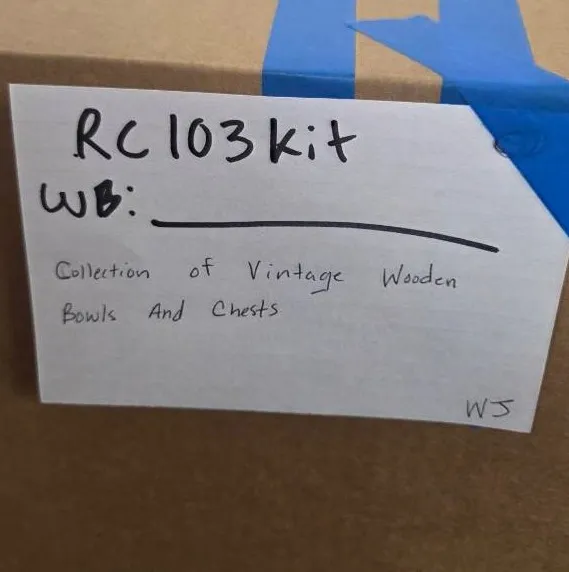 RC103Kit
WB:
Collection of Vintage Wooden
Bowls And Chests
WJ